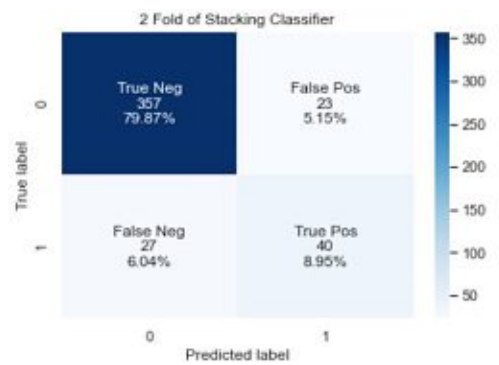 2 Fold of Stacking Classifier
True Neg
357
79.87%
False Pos
23
5.15%
False Neg
27
6.04%
True Pos
40
8.95%
0
1
True label
0
1
Predicted label
350
300
250
200
150
100
50